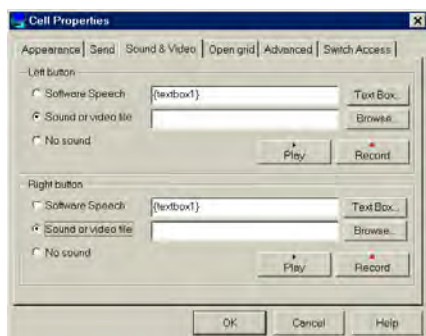 Cell Properties
Appearance Send Sound & Video Open grid Advanced Switch Access
Left button
Software Speech {textbox1} Text Box...
Sound or video file Browse...
No sound
Play Record
Right button
Software Speech {textbox1} Text Box...
Sound or video file Browse...
No sound
Play Record
OK Cancel Help